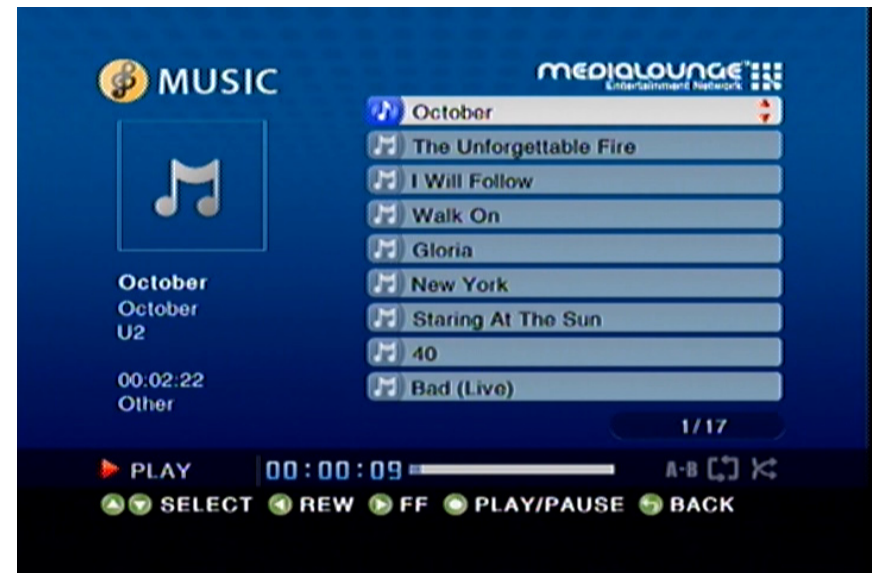 MUSIC
MEDIALOUNGE
Entertainment Network
October
The Unforgettable Fire
I Will Follow
Walk On
Gloria
New York
Staring At The Sun
40
Bad (Live)
1/17
October
October
U2
00:02:22
Other
PLAY 00:00:09 A-B
SELECT REW FF PLAY/PAUSE BACK